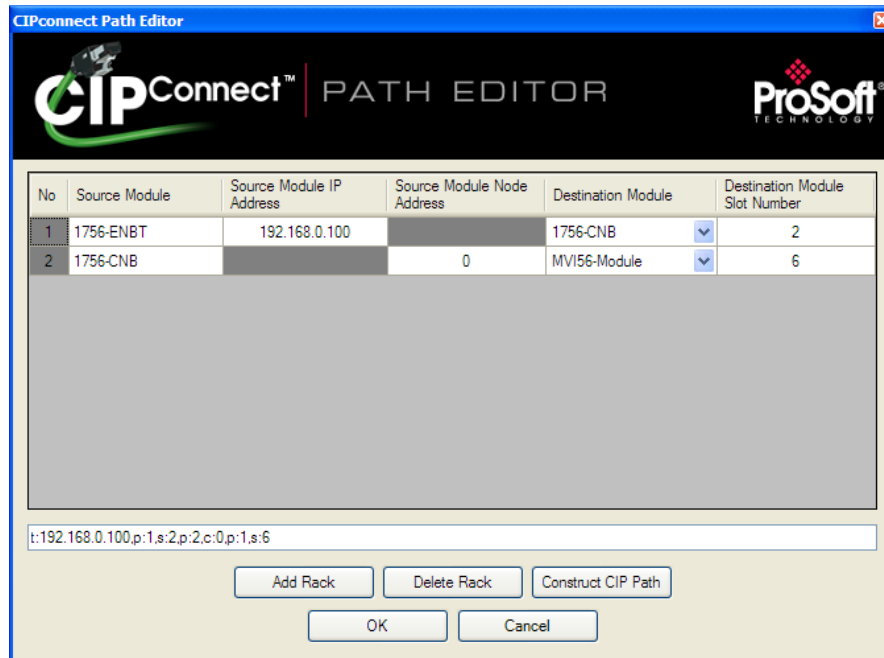 CIPconnect Path Editor
CIPConnect™ PATH EDITOR
ProSoft®
TECHNOLOGY
No Source Module Source Module IP Address Source Module Node Address Destination Module Destination Module Slot Number
1 1756-ENBT 192.168.0.100 1756-CNB 2
2 1756-CNB 0 MVI56-Module 6
t:192.168.0.100,p:1,s:2,p:2,c:0,p:1,s:6
Add Rack Delete Rack Construct CIP Path
OK Cancel